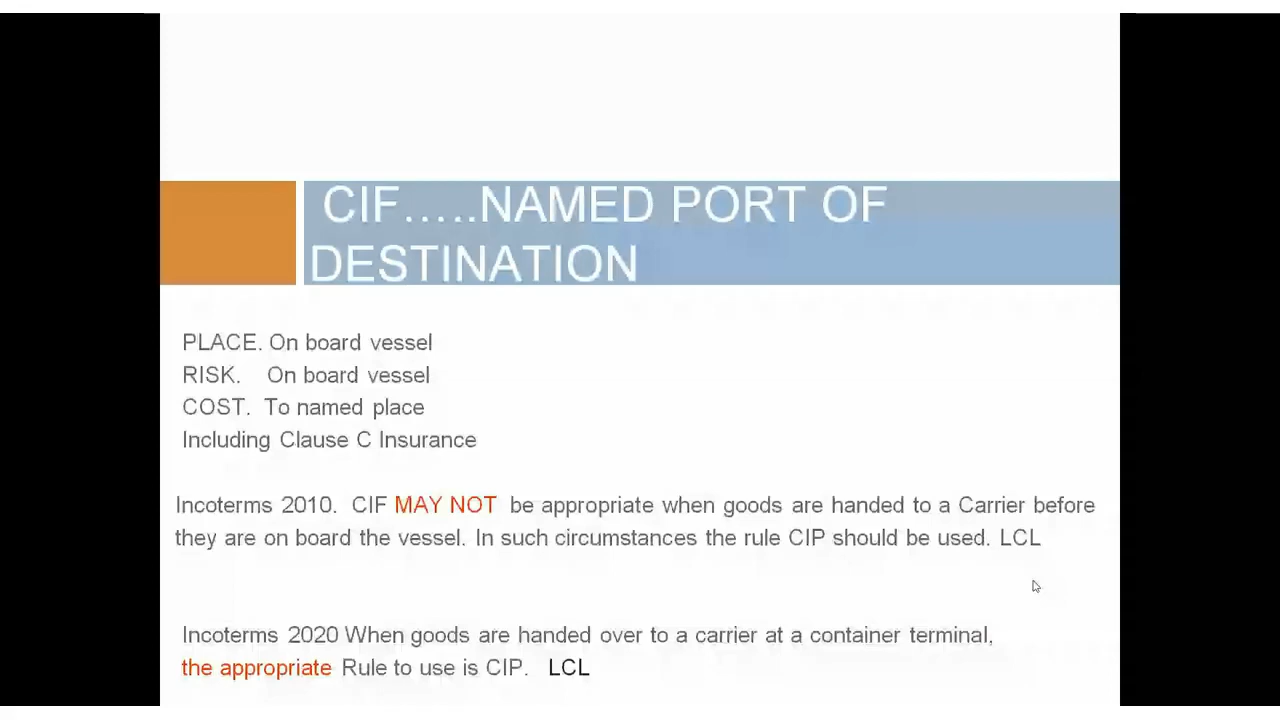 CIF.....NAMED PORT OF
DESTINATION
PLACE. On board vessel
RISK. On board vessel
COST. To named place
Including Clause C Insurance
Incoterms 2010. CIF MAY NOT be appropriate when goods are handed to a Carrier before
they are on board the vessel. In such circumstances the rule CIP should be used. LCL
Incoterms 2020 When goods are handed over to a carrier at a container terminal,
the appropriate Rule to use is CIP. LCL